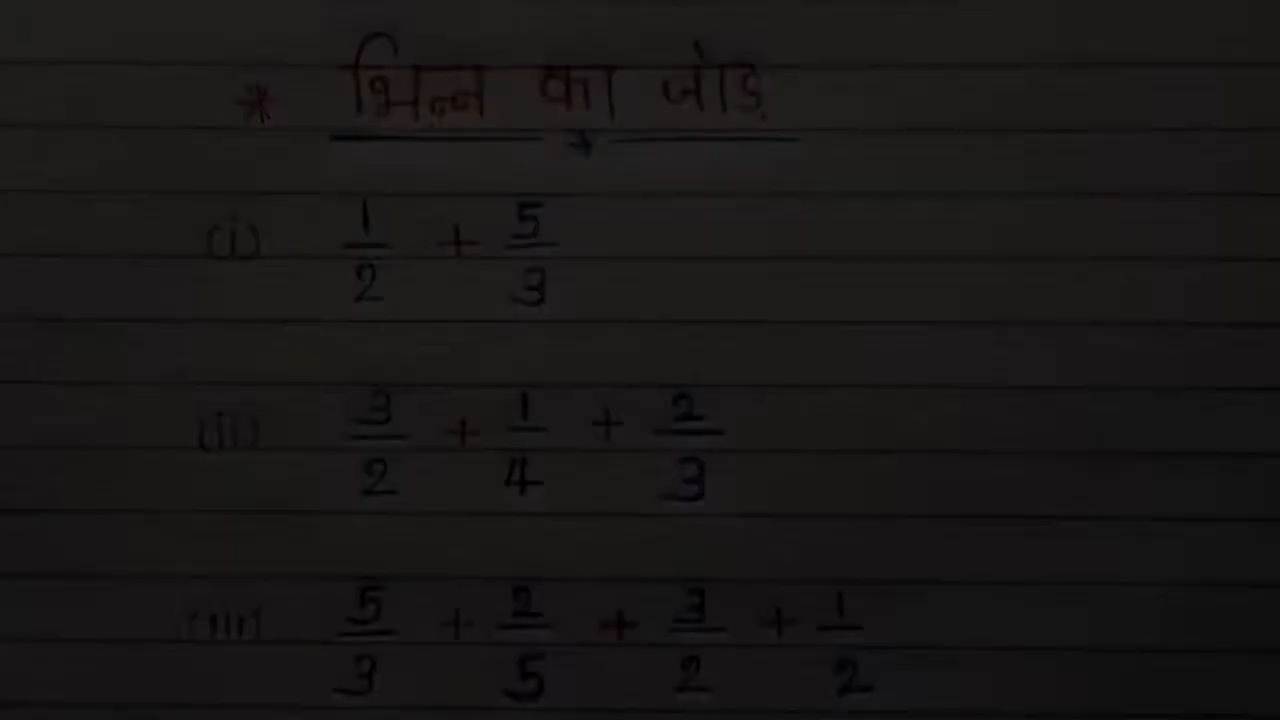 * भिन्न का जोड़
(i) 1/2 + 5/3
(ii) 3/2 + 1/4 + 2/3
(iii) 5/3 + 2/5 + 3/2 + 1/2